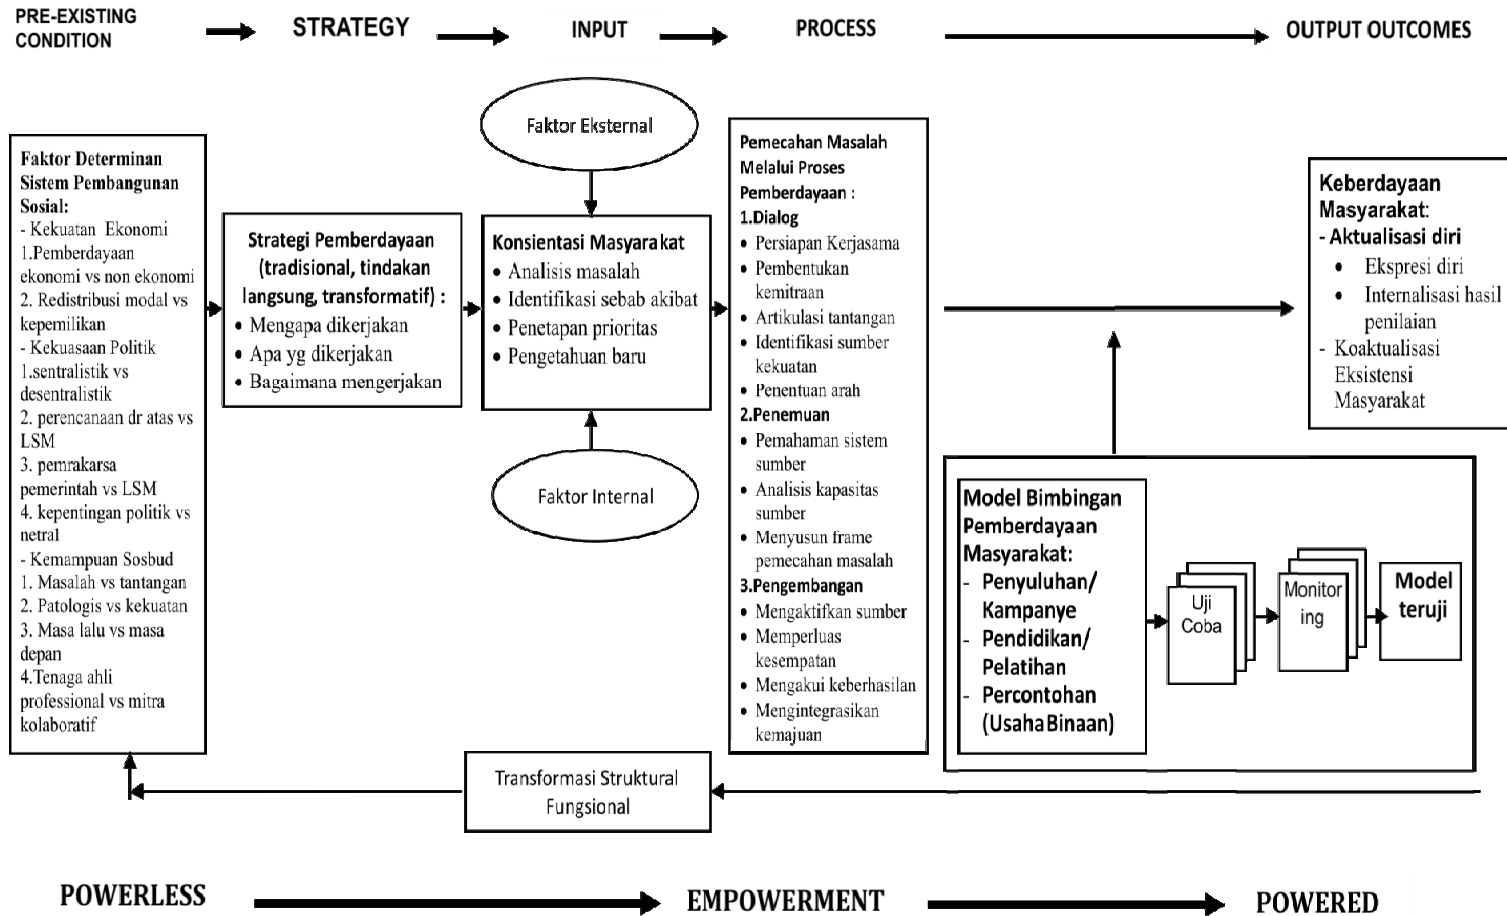 PRE-EXISTING
CONDITION
STRATEGY
INPUT
PROCESS
OUTPUT OUTCOMES
Faktor Determinan
Sistem Pembangunan
Sosial:
- Kekuatan Ekonomi
1.Pemberdayaan
ekonomi vs non ekonomi
2. Redistribusi modal vs
kepemilikan
- Kekuasaan Politik
1.sentralistik vs
desentralistik
2. perencanaan dr atas vs
LSM
3. pemrakarsa
pemerintah vs LSM
4. kepentingan politik vs
netral
- Kemampuan Sosbud
1. Masalah vs tantangan
2. Patologis vs kekuatan
3. Masa lalu vs masa
depan
4.Tenaga ahli
professional vs mitra
kolaboratif
Strategi Pemberdayaan
(tradisional, tindakan
langsung, transformatif) :
• Mengapa dikerjakan
• Apa yg dikerjakan
• Bagaimana mengerjakan
Faktor Eksternal
Konsientasi Masyarakat
• Analisis masalah
• Identifikasi sebab akibat
• Penetapan prioritas
• Pengetahuan baru
Faktor Internal
Pemecahan Masalah
Melalui Proses
Pemberdayaan :
1.Dialog
• Persiapan Kerjasama
• Pembentukan
kemitraan
• Artikulasi tantangan
• Identifikasi sumber
kekuatan
• Penentuan arah
2.Penemuan
• Pemahaman sistem
sumber
• Analisis kapasitas
sumber
• Menyusun frame
pemecahan masalah
3.Pengembangan
• Mengaktifkan sumber
• Memperluas
kesempatan
• Mengakui keberhasilan
• Mengintegrasikan
kemajuan
Keberdayaan
Masyarakat:
- Aktualisasi diri
• Ekspresi diri
• Internalisasi hasil
penilaian
- Koaktualisasi
Eksistensi
Masyarakat
Model Bimbingan
Pemberdayaan
Masyarakat:
- Penyuluhan/
Kampanye
- Pendidikan/
Pelatihan
- Percontohan
(UsahaBinaan)
Uji
Coba
Monitor
ing
Model
teruji
Transformasi Struktural
Fungsional
POWERLESS
EMPOWERMENT
POWERED